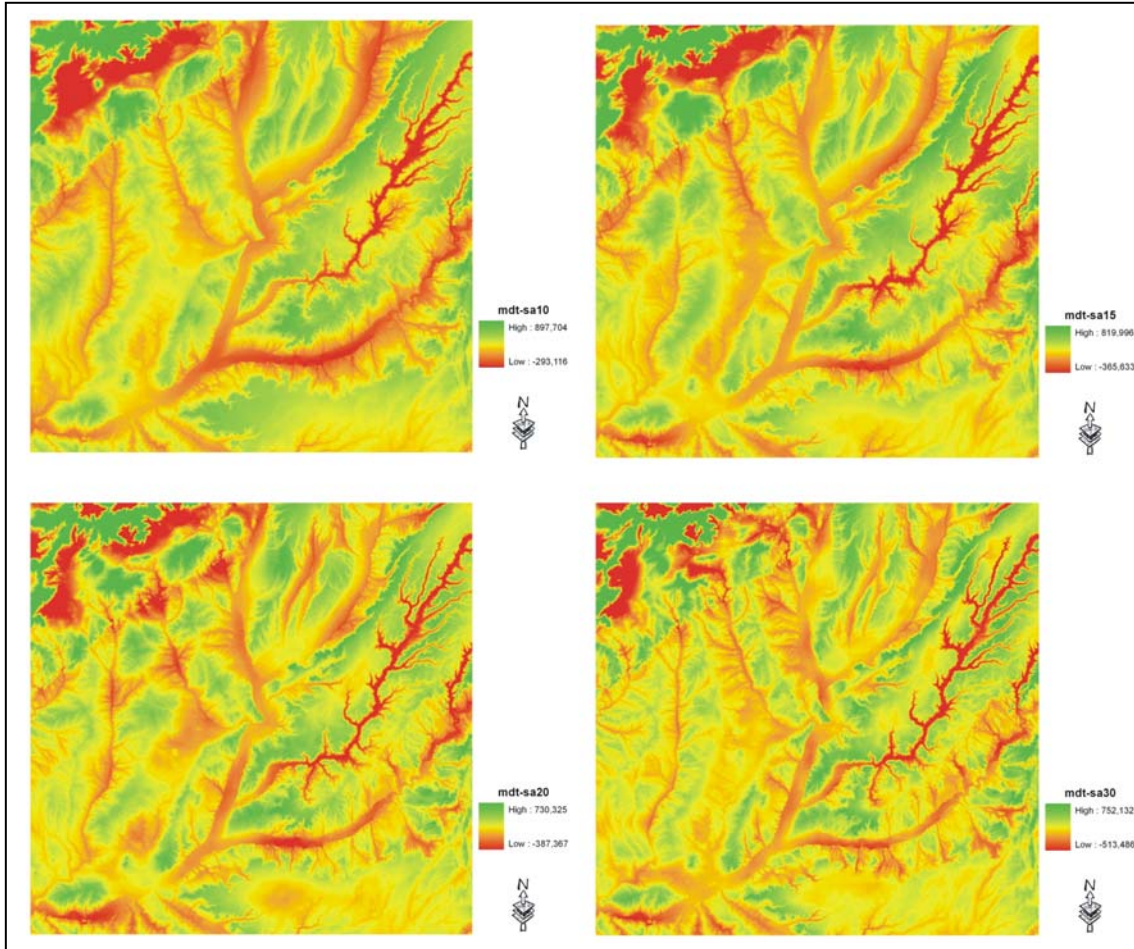 mdt-sa10
High : 897,704
Low : -293,116
N
mdt-sa15
High : 819,996
Low : -365,633
N
mdt-sa20
High : 730,325
Low : -387,367
N
mdt-sa30
High : 752,132
Low : -513,486
N